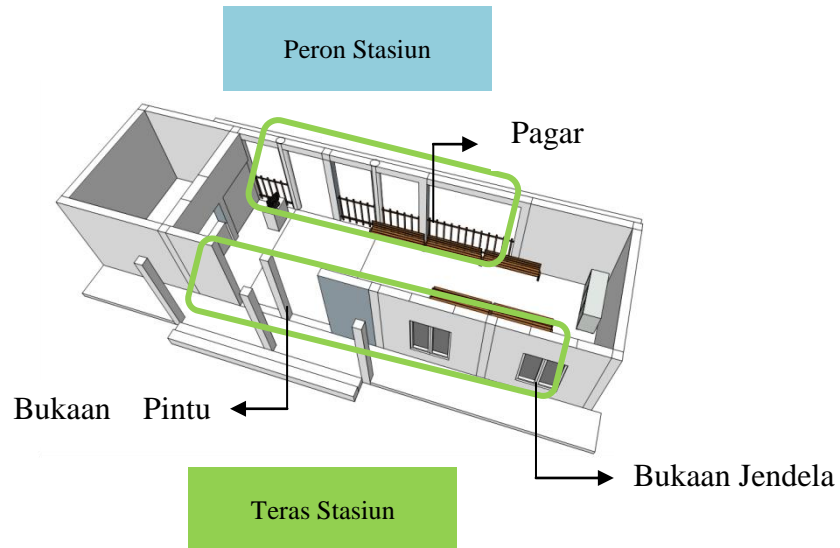 Peron Stasiun
Pagar
Bukaan Pintu
Bukaan Jendela
Teras Stasiun